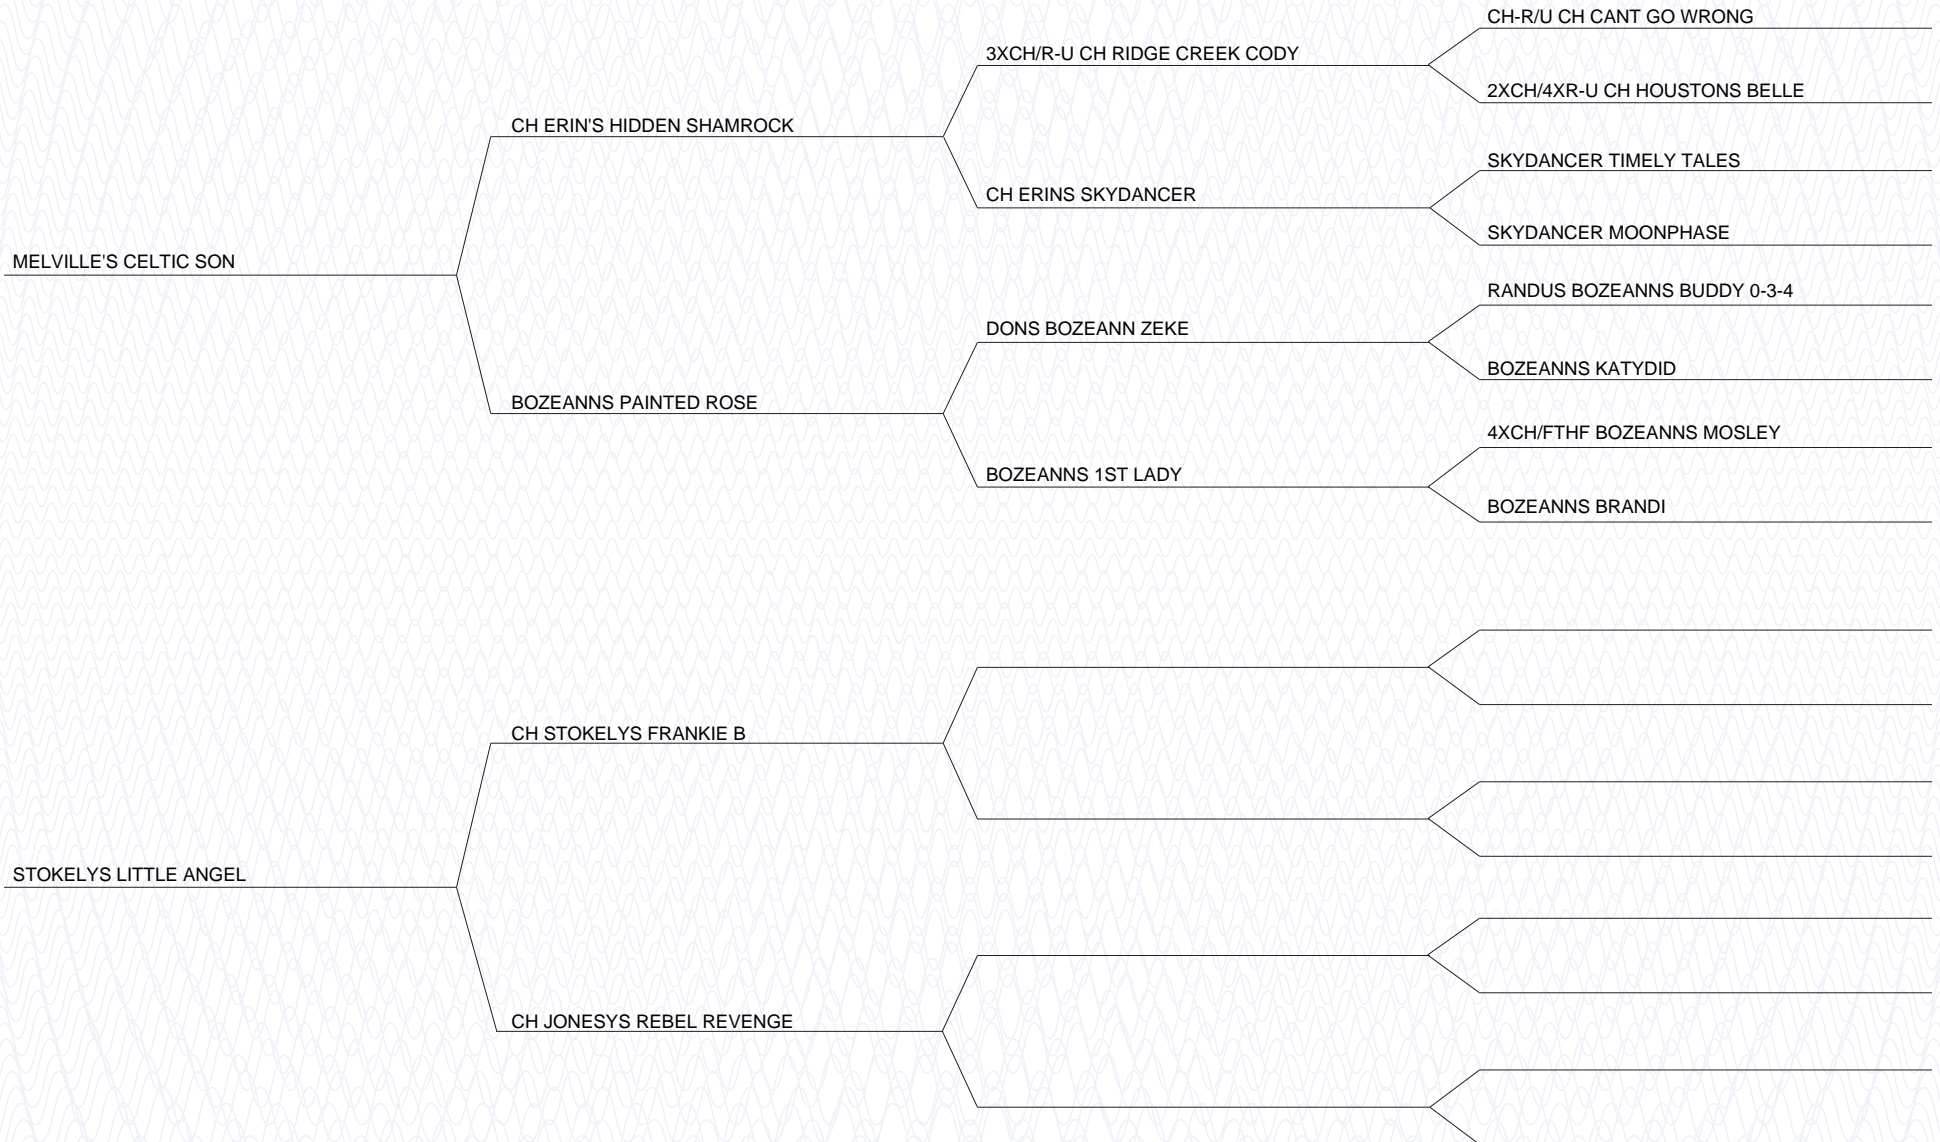 CH-R/U CH CANT GO WRONG
3XCH/R-U CH RIDGE CREEK CODY
2XCH/4XR-U CH HOUSTONS BELLE
CH ERIN'S HIDDEN SHAMROCK
SKYDANCER TIMELY TALES
CH ERINS SKYDANCER
SKYDANCER MOONPHASE
MELVILLE'S CELTIC SON
RANDUS BOZEANNS BUDDY 0-3-4
DONS BOZEANN ZEKE
BOZEANNS KATYDID
BOZEANNS PAINTED ROSE
4XCH/FTHF BOZEANNS MOSLEY
BOZEANNS 1ST LADY
BOZEANNS BRANDI
CH STOKELYS FRANKIE B
STOKELYS LITTLE ANGEL
CH JONESYS REBEL REVENGE